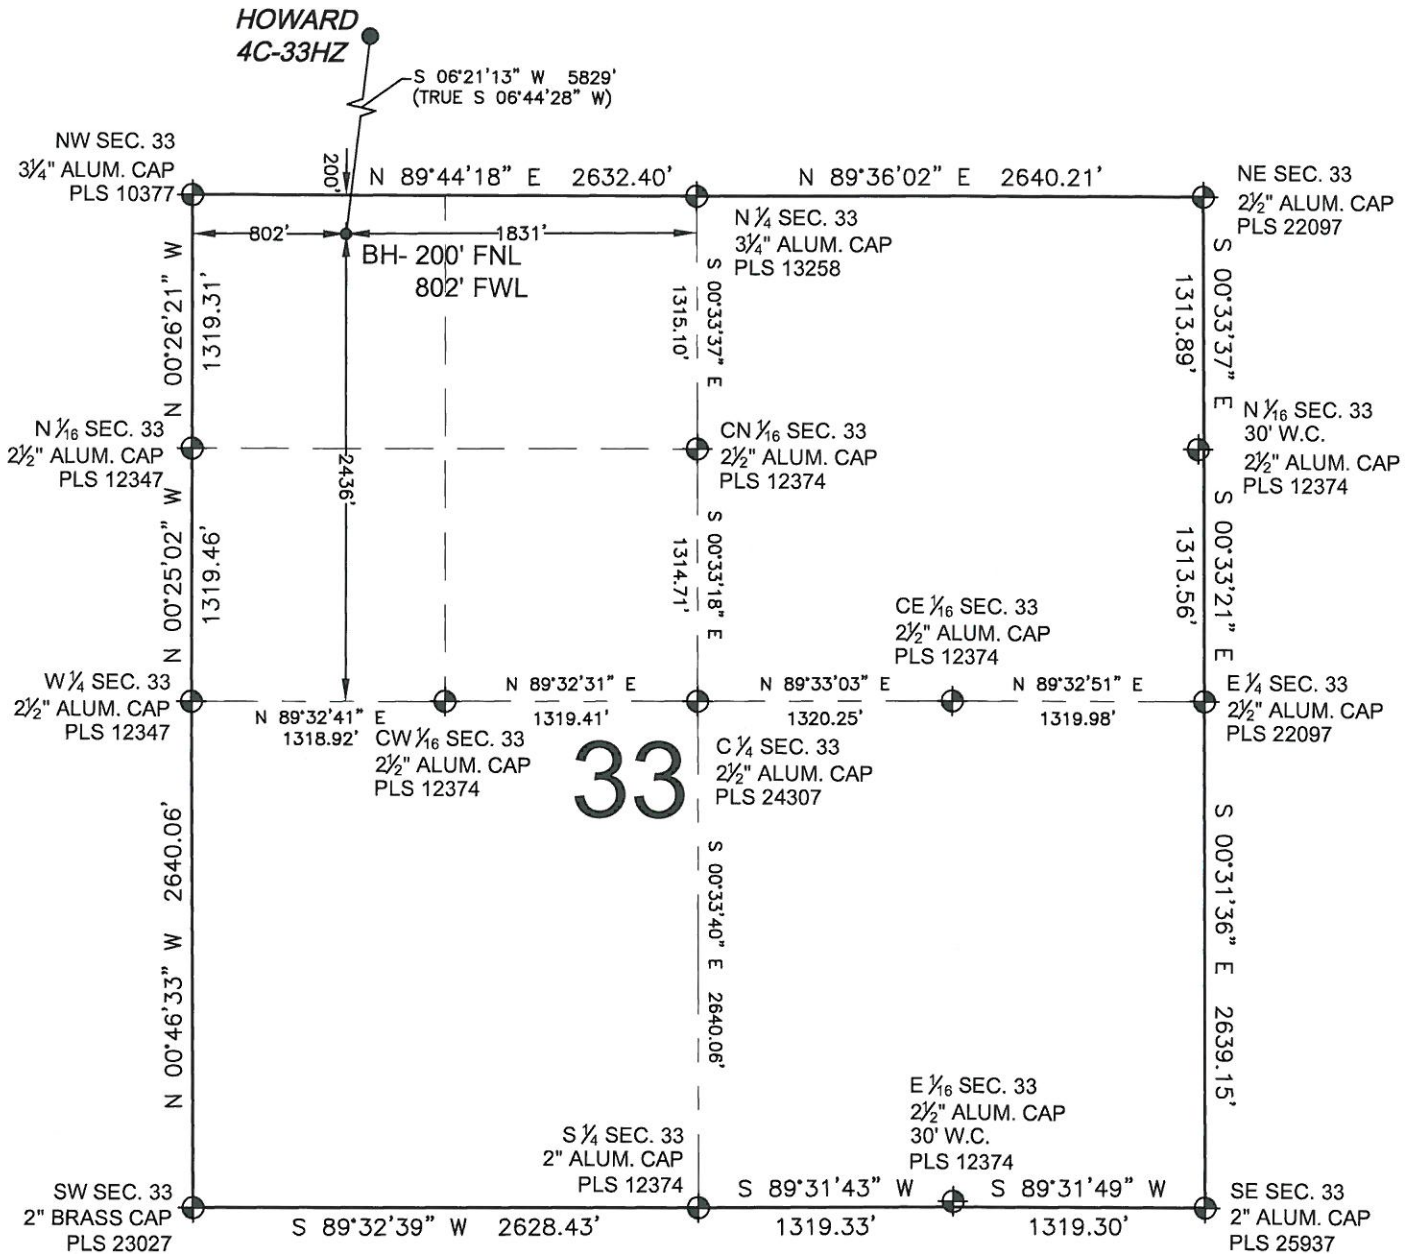 HOWARD
4C-33HZ
S 06°21'13" W 5829'
(TRUE S 06°44'28" W)
NW SEC. 33
3¼" ALUM. CAP
PLS 10377
200'
N 89°44'18" E 2632.40'
N 89°36'02" E 2640.21'
NE SEC. 33
2½" ALUM. CAP
PLS 22097
802'
1831'
BH- 200' FNL
802' FWL
N ¼ SEC. 33
3¼" ALUM. CAP
PLS 13258
N 00°26'21" W
1319.31'
S 00°33'37" E
1315.10'
S 00°33'37" E
1313.89'
N 1⁄16 SEC. 33
2½" ALUM. CAP
PLS 12347
2436'
CN 1⁄16 SEC. 33
2½" ALUM. CAP
PLS 12374
N 1⁄16 SEC. 33
30' W.C.
2½" ALUM. CAP
PLS 12374
N 00°25'02" W
1319.46'
S 00°33'18" E
1314.71'
S 00°33'21" E
1313.56'
CE 1⁄16 SEC. 33
2½" ALUM. CAP
PLS 12374
W ¼ SEC. 33
2½" ALUM. CAP
PLS 12347
N 89°32'41" E
1318.92'
N 89°32'31" E
1319.41'
N 89°33'03" E
1320.25'
N 89°32'51" E
1319.98'
E ¼ SEC. 33
2½" ALUM. CAP
PLS 22097
CW 1⁄16 SEC. 33
2½" ALUM. CAP
PLS 12374
33
C ¼ SEC. 33
2½" ALUM. CAP
PLS 24307
N 00°46'33" W 2640.06'
S 00°33'40" E 2640.06'
S 00°31'36" E 2639.15'
E 1⁄16 SEC. 33
2½" ALUM. CAP
30' W.C.
PLS 12374
S ¼ SEC. 33
2" ALUM. CAP
PLS 12374
SW SEC. 33
2" BRASS CAP
PLS 23027
S 89°32'39" W 2628.43'
S 89°31'43" W
1319.33'
S 89°31'49" W
1319.30'
SE SEC. 33
2" ALUM. CAP
PLS 25937